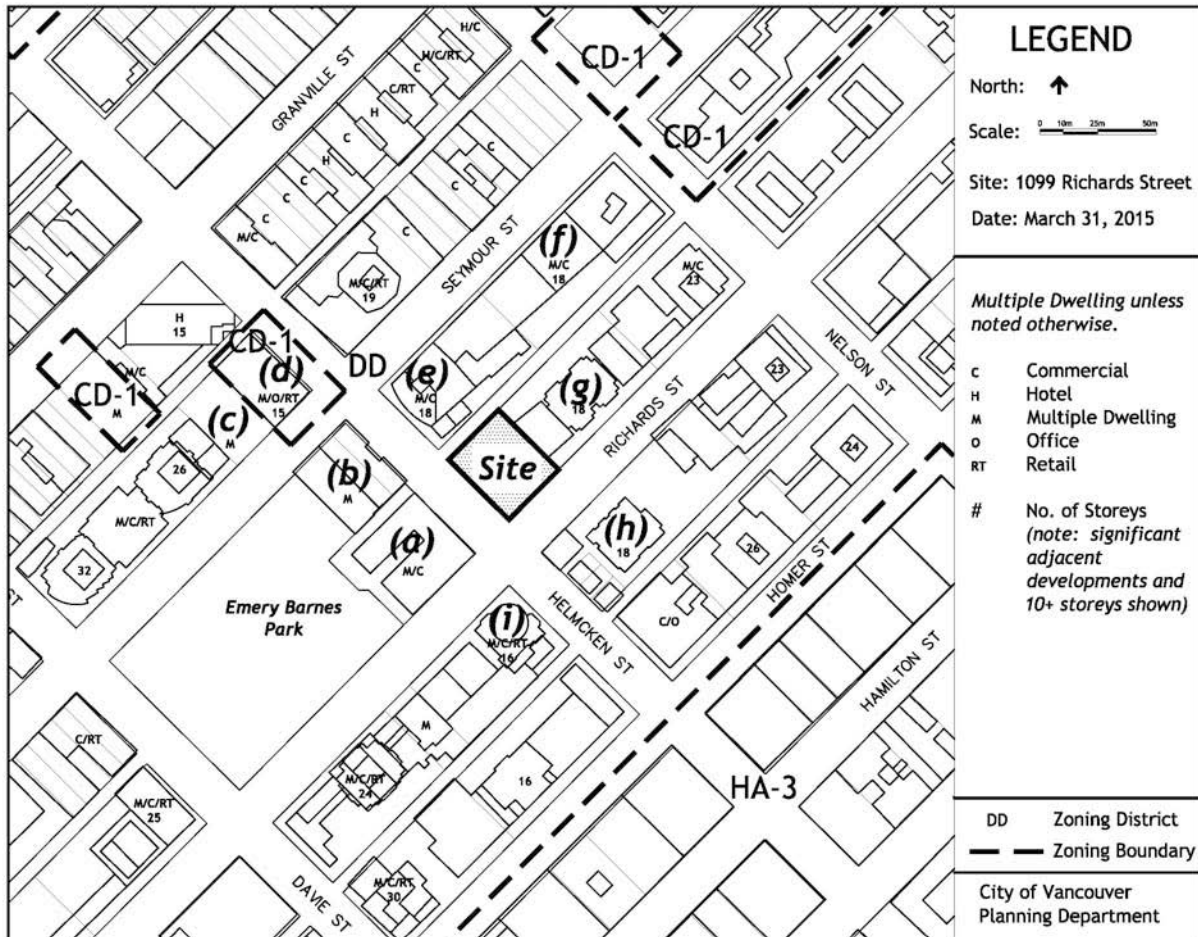 GRANVILLE ST
H/C
H/C/RT
C
C/RT
H
C
H
C
C
C
M/C
CD-1
CD-1
C
C
C
SEYMOUR ST
M/C/RT
19
(f)
M/C
18
M/C
23
H
15
CD-1
(d)
M/O/RT
15
DD
(e)
M/C
18
(g)
18
RICHARDS ST
NELSON ST
23
M/C
CD-1
M
(c)
M
26
M/C/RT
32
(b)
M
Site
(a)
M/C
24
(h)
18
26
HOMER ST
C/O
Emery Barnes
Park
(i)
M/C/RT
16
HELMCKEN ST
HAMILTON ST
M
C/RT
M/C/RT
24
16
HA-3
M/C/RT
25
DAVIE ST
M/C/RT
30
ST
LEGEND
North:
Scale: 0 10m 25m 50m
Site: 1099 Richards Street
Date: March 31, 2015
Multiple Dwelling unless
noted otherwise.
C Commercial
H Hotel
M Multiple Dwelling
O Office
RT Retail
# No. of Storeys
(note: significant
adjacent
developments and
10+ storeys shown)
DD Zoning District
Zoning Boundary
City of Vancouver
Planning Department